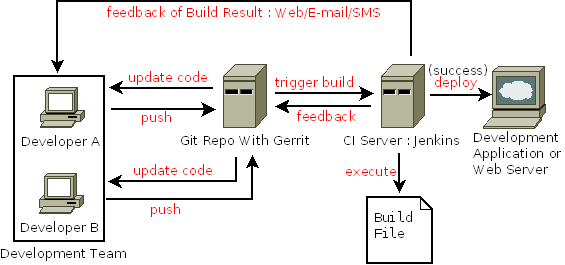 feedback of Build Result : Web/E-mail/SMS
update code
trigger build
(success)
deploy
push
feedback
Developer A
Git Repo With Gerrit
CI Server : Jenkins
Development
Application or
Web Server
update code
execute
push
Developer B
Build
File
Development Team